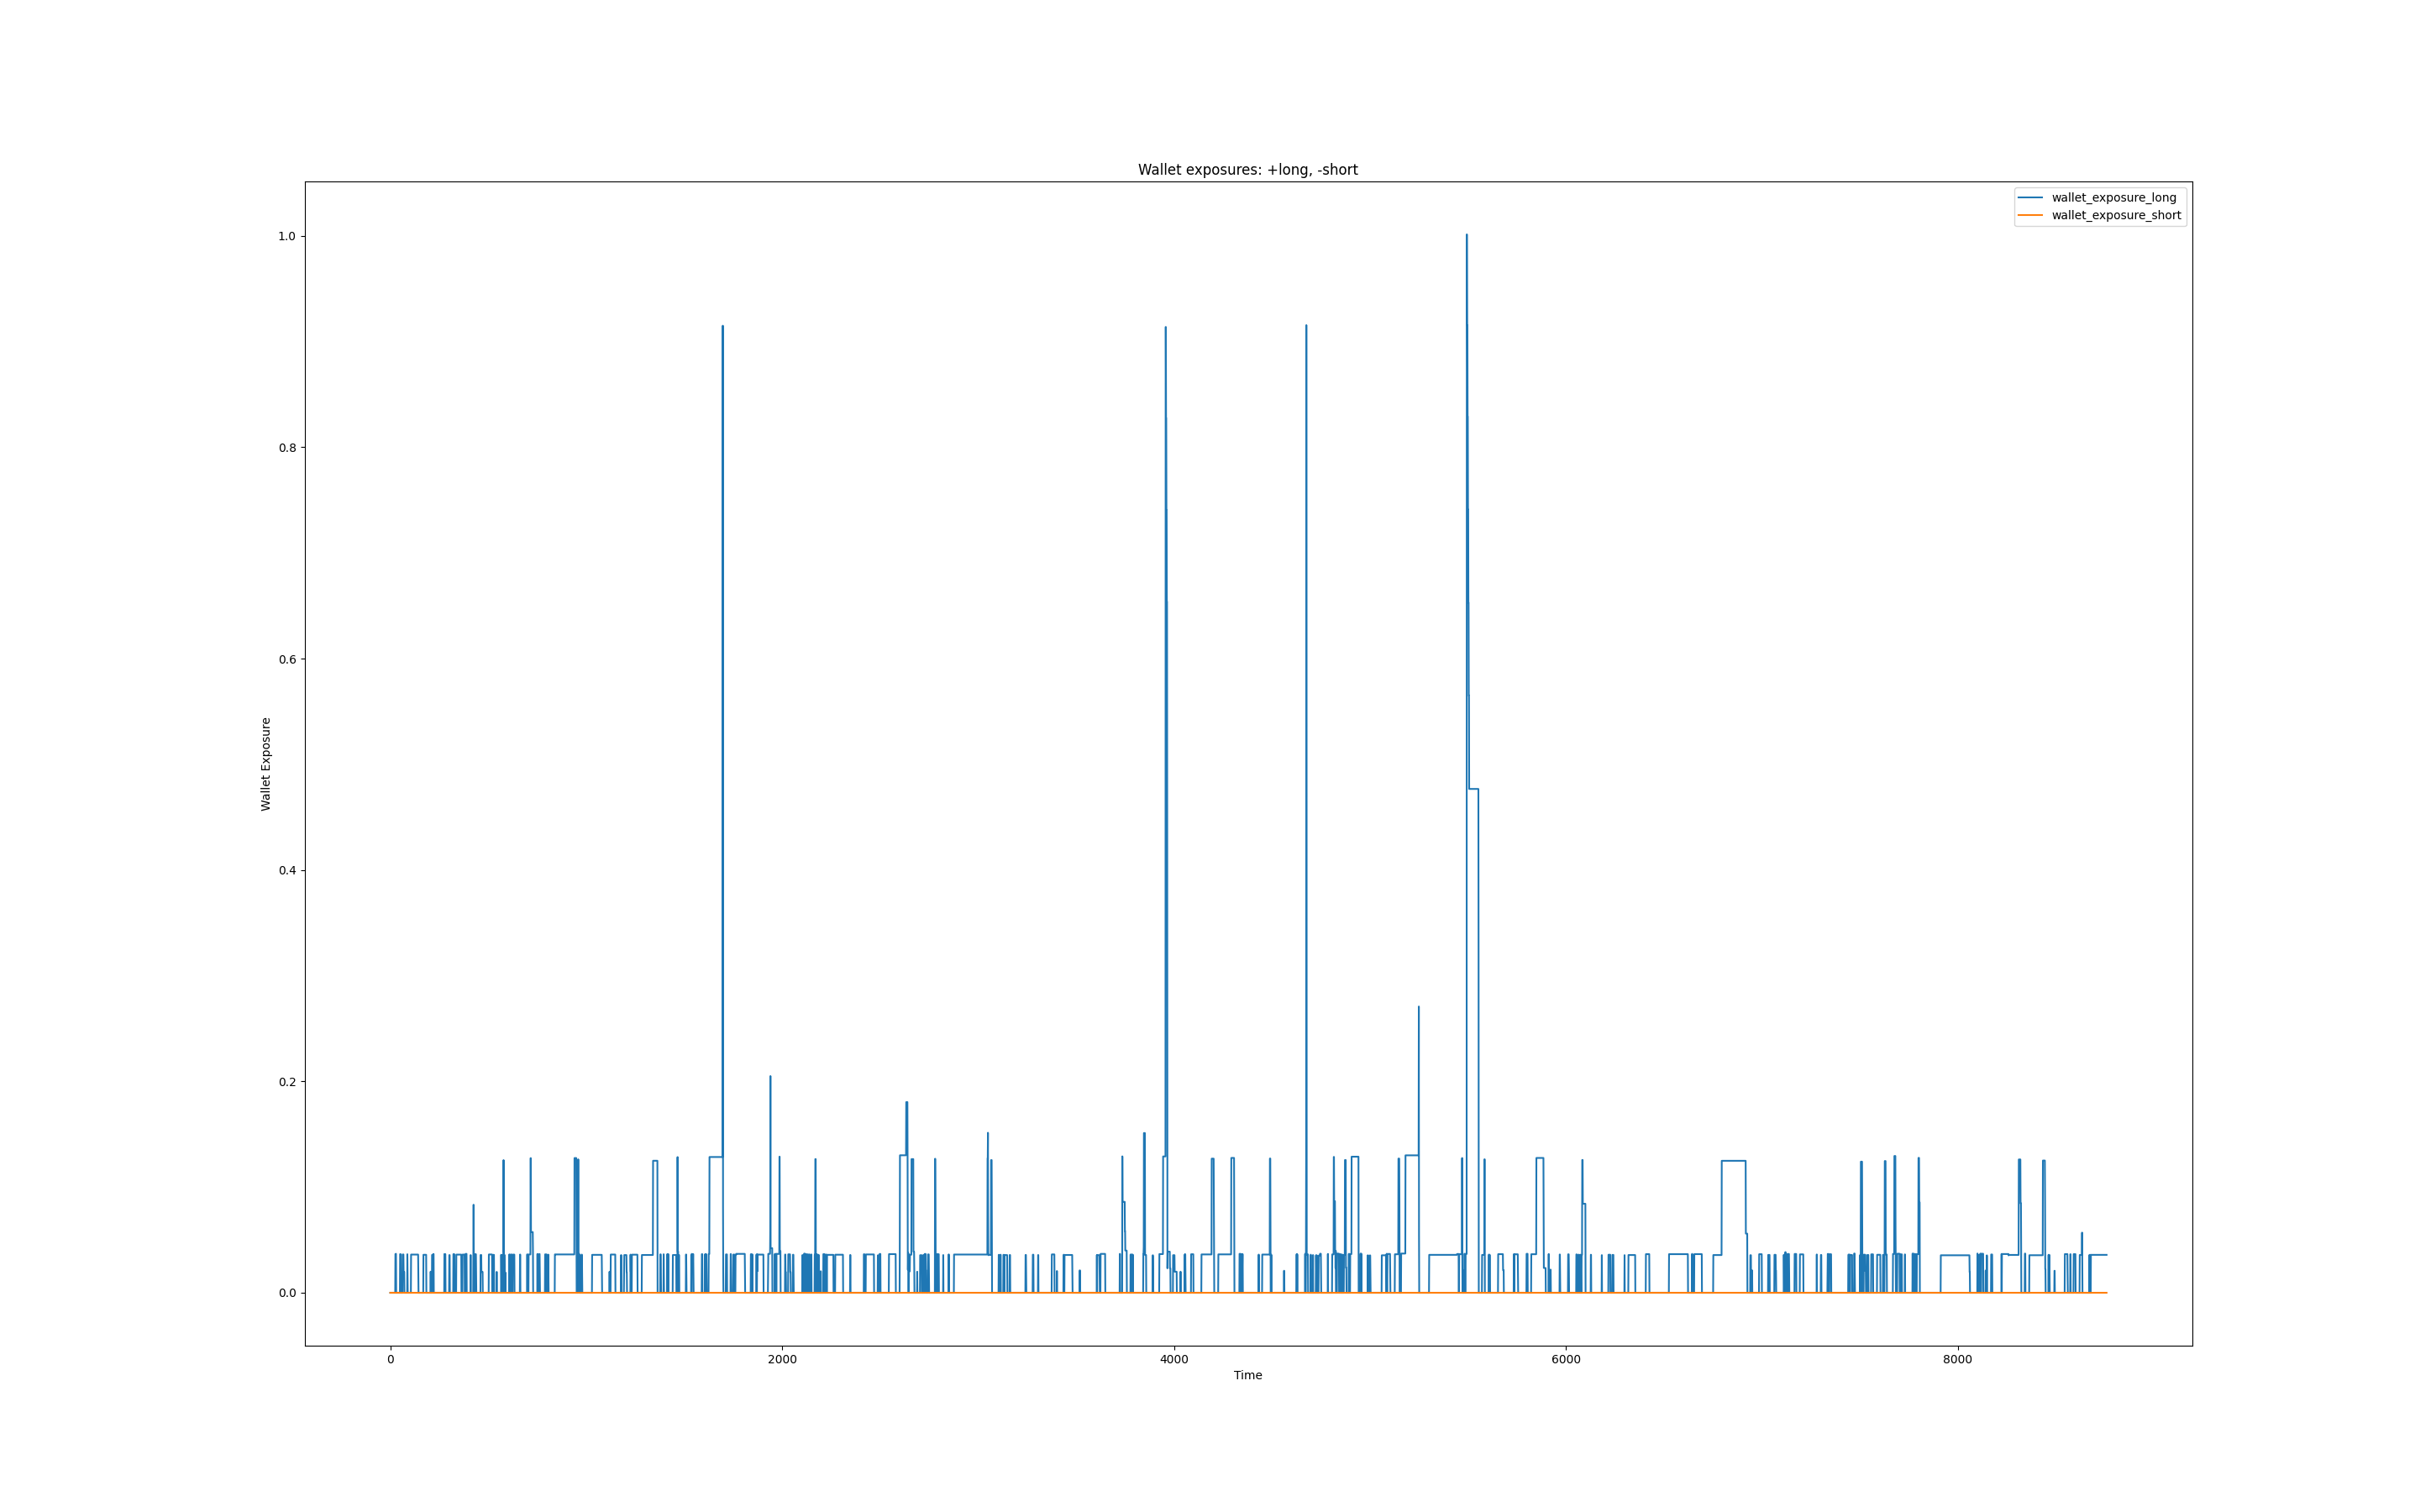 Wallet exposures: +long, -short
wallet_exposure_long
wallet_exposure_short
1.0
0.8
0.6
0.4
0.2
0.0
Wallet Exposure
0 2000 4000 6000 8000
Time